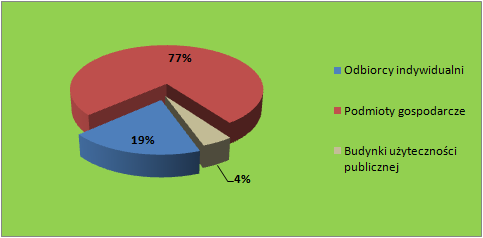 77%
19%
4%
Odbiorcy indywidualni
Podmioty gospodarcze
Budynki użyteczności
publicznej